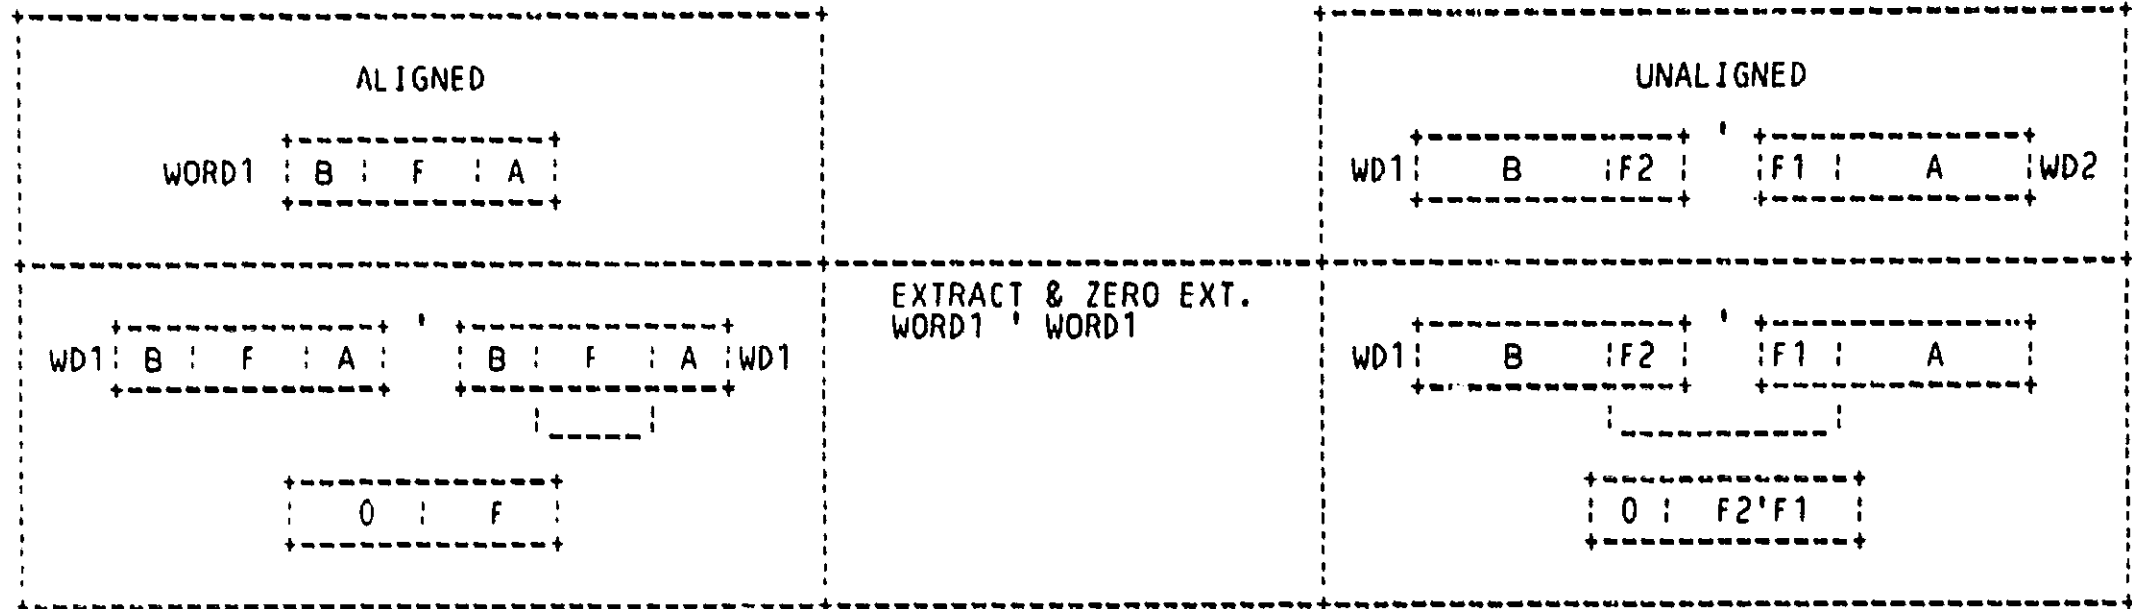 ALIGNED
WORD1 B F A
UNALIGNED
WD1 B F2 ' F1 A WD2
WD1 B F A ' B F A WD1
0 F
EXTRACT & ZERO EXT.
WORD1 ' WORD1
WD1 B F2 ' F1 A
0 F2'F1